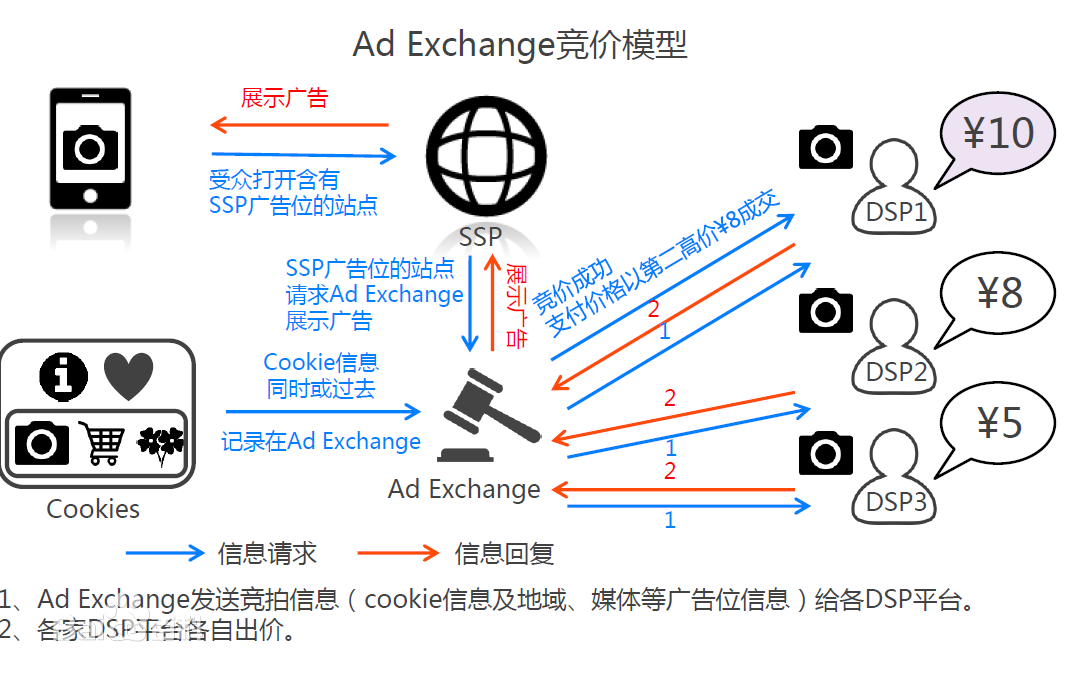 Ad Exchange竞价模型
展示广告
受众打开含有
SSP广告位的站点
SSP
SSP广告位的站点
请求Ad Exchange
展示广告
展示广告
竞价成功
支付价格以第二高价¥8成交
2
1
¥10
DSP1
¥8
DSP2
¥5
DSP3
2
1
2
1
Cookie信息
同时或过去
记录在Ad Exchange
Ad Exchange
Cookies
信息请求
信息回复
1、Ad Exchange发送竞拍信息（cookie信息及地域、媒体等广告位信息）给各DSP平台。
2、各家DSP平台各自出价。